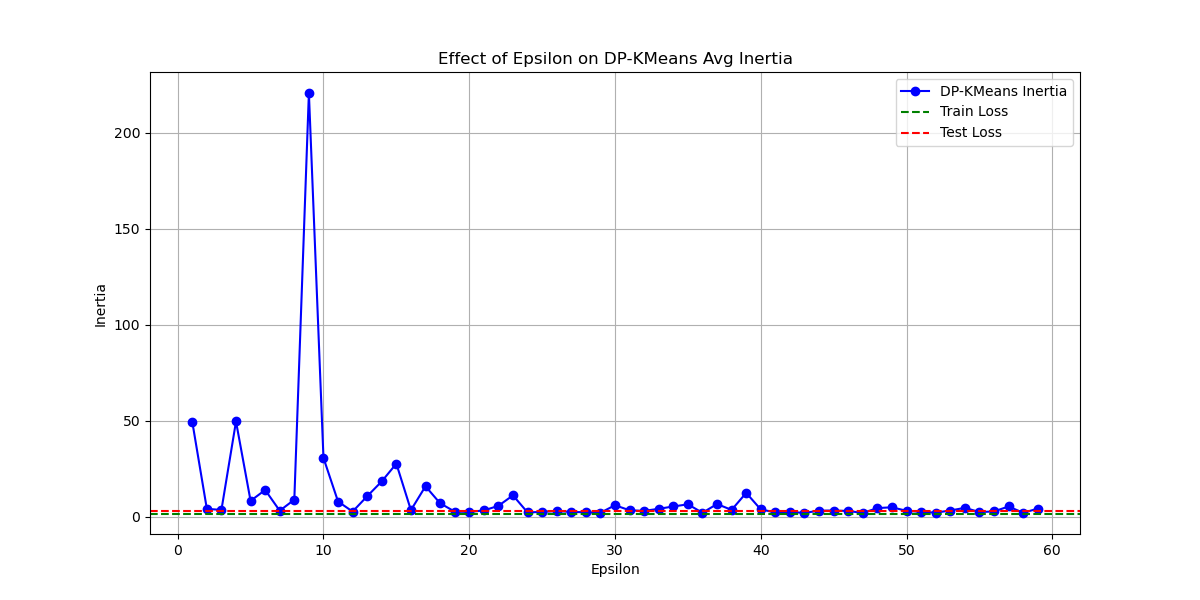 Effect of Epsilon on DP-KMeans Avg Inertia
DP-KMeans Inertia
Train Loss
Test Loss
Inertia
200
150
100
50
0
0 10 20 30 40 50 60
Epsilon